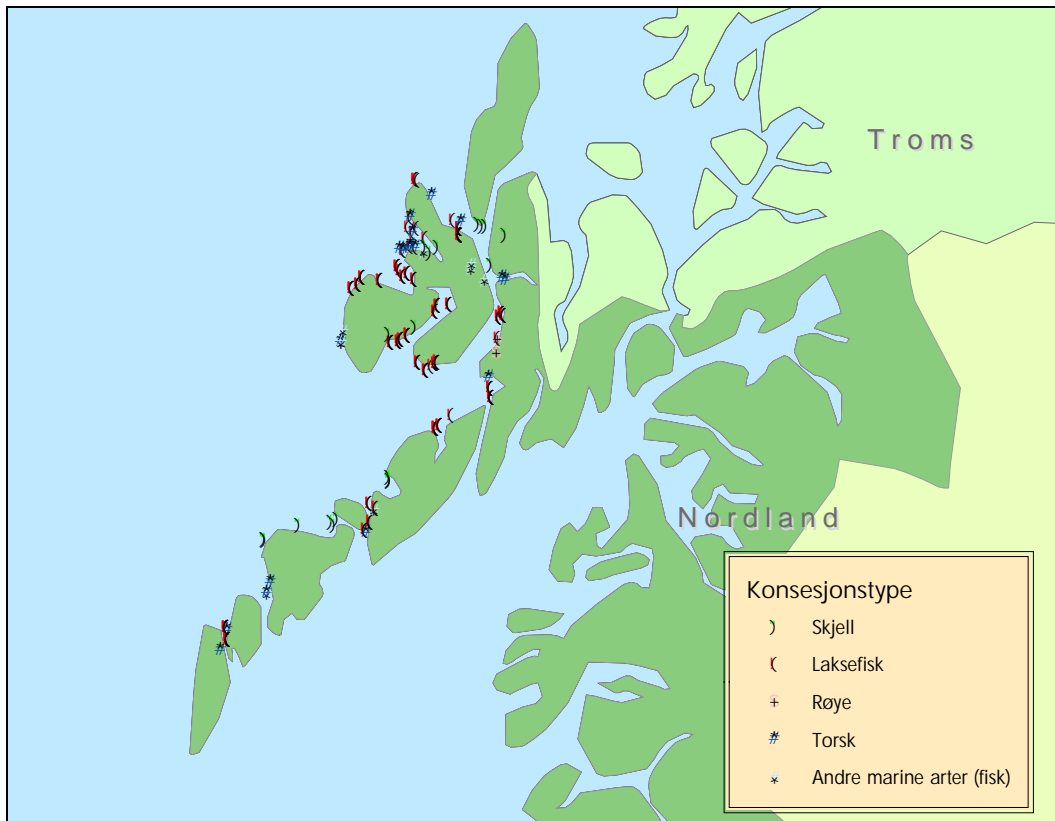 Troms
Nordland
Konsesjonstype
Skjell
Laksefisk
Røye
Torsk
Andre marine arter (fisk)